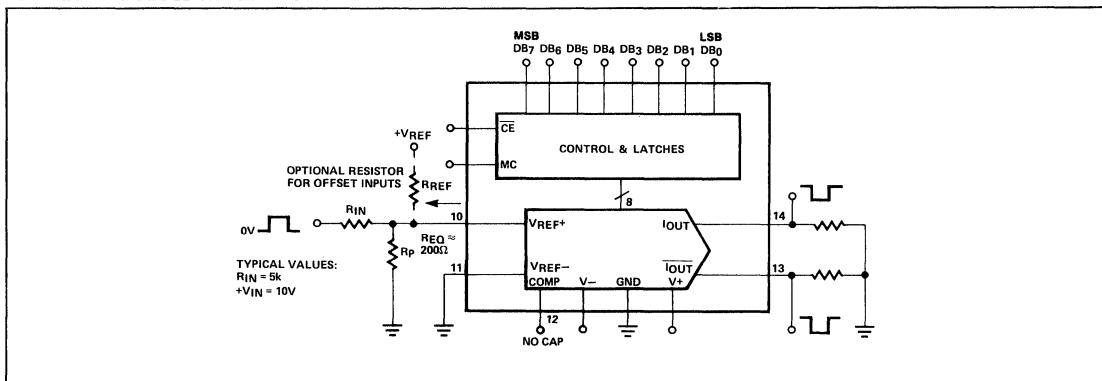 MSB LSB
DB7 DB6 DB5 DB4 DB3 DB2 DB1 DB0
+VREF
CE
MC
CONTROL & LATCHES
OPTIONAL RESISTOR
FOR OFFSET INPUTS
RREF
8
0V
RIN
10
VREF+
IOUT
14
RP
REQ ≈
200Ω
TYPICAL VALUES:
RIN = 5k
+VIN = 10V
11
VREF−
IOUT
13
COMP V− GND V+
12
NO CAP